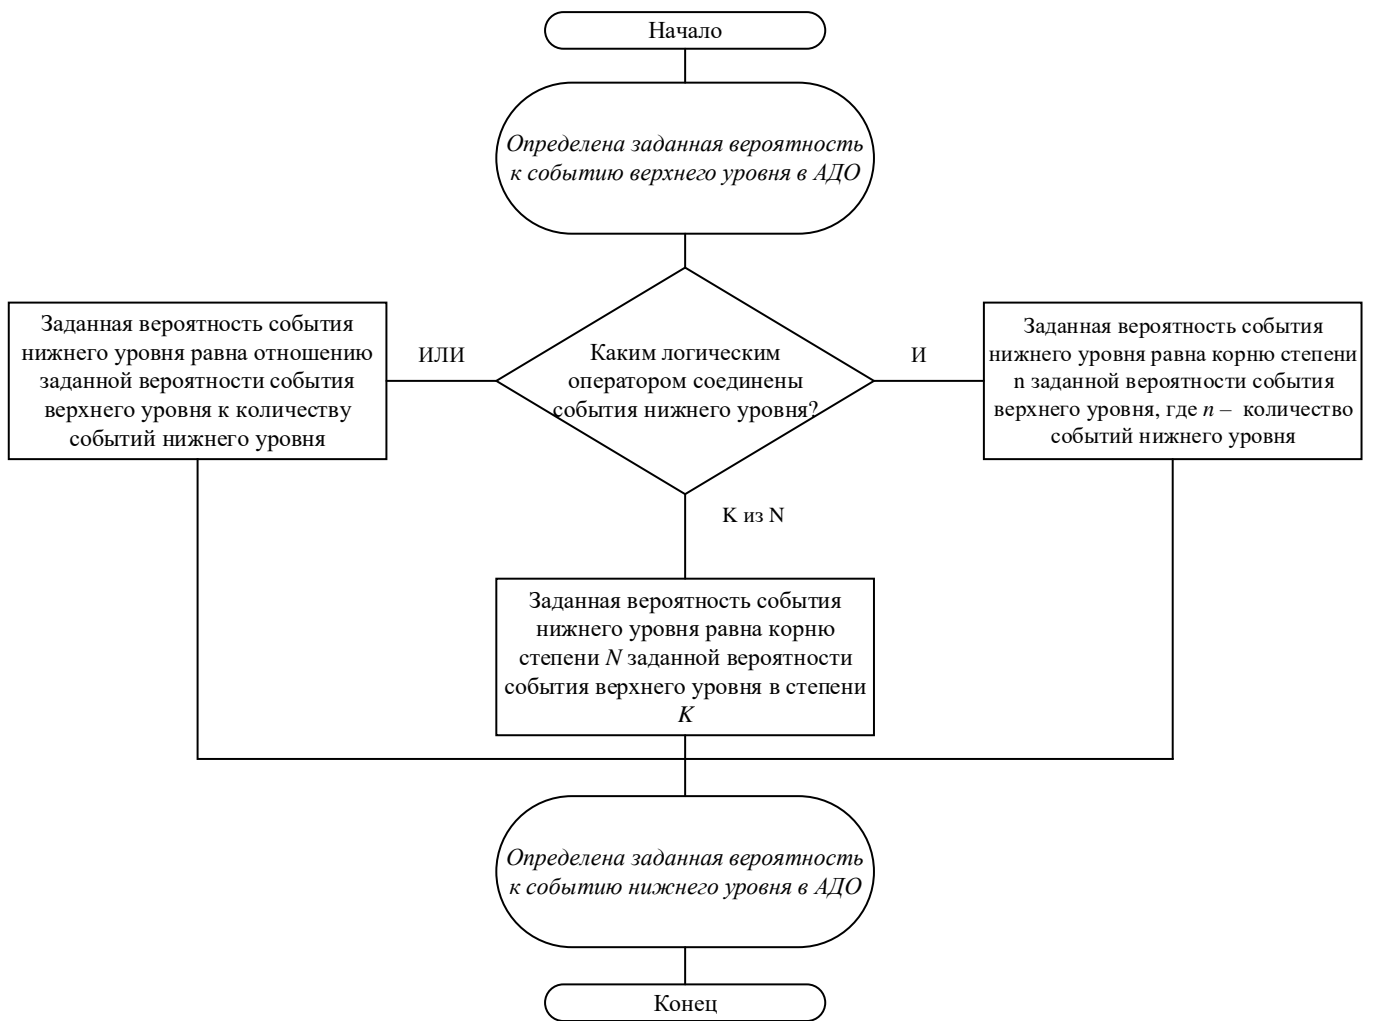 Начало
Определена заданная вероятность
к событию верхнего уровня в АДО
Заданная вероятность события
нижнего уровня равна отношению
заданной вероятности события
верхнего уровня к количеству
событий нижнего уровня
ИЛИ
Каким логическим
оператором соединены
события нижнего уровня?
И
Заданная вероятность события
нижнего уровня равна корню степени
n заданной вероятности события
верхнего уровня, где n – количество
событий нижнего уровня
K из N
Заданная вероятность события
нижнего уровня равна корню
степени N заданной вероятности
события верхнего уровня в степени
K
Определена заданная вероятность
к событию нижнего уровня в АДО
Конец